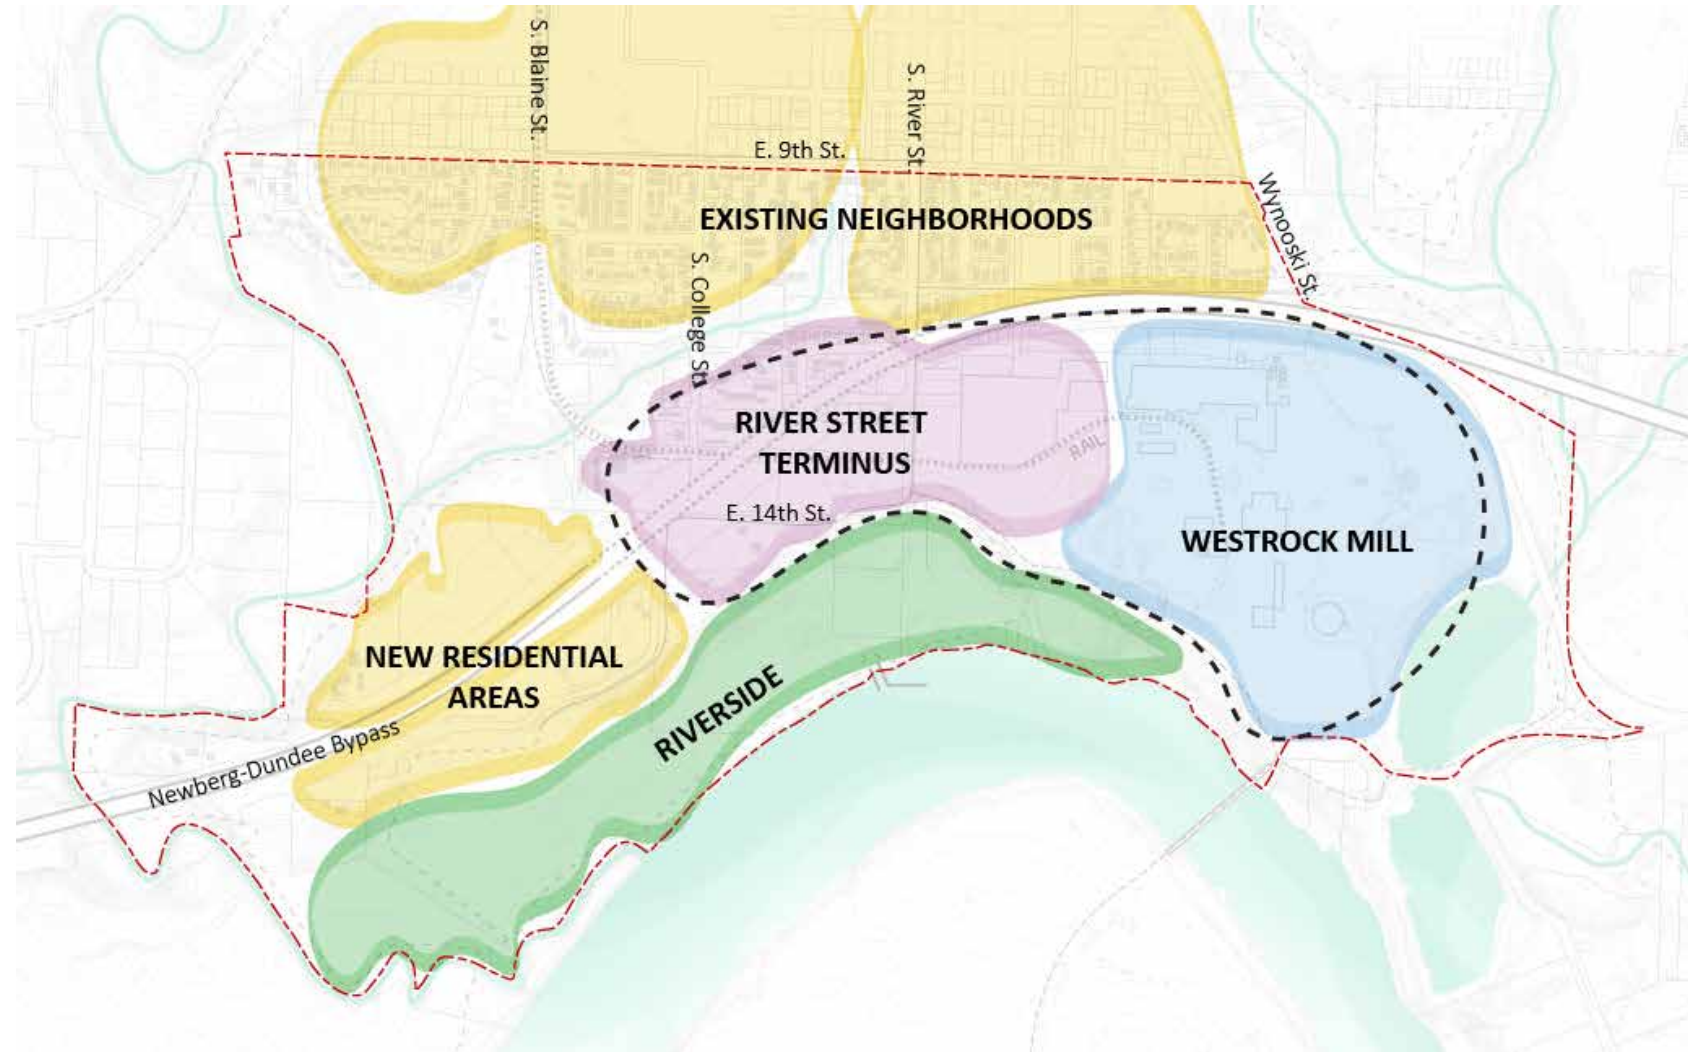 S. Blaine St.
S. River St.
E. 9th St.
Wynooski St.
EXISTING NEIGHBORHOODS
S. College St.
RIVER STREET
TERMINUS
RAIL
E. 14th St.
WESTROCK MILL
NEW RESIDENTIAL
AREAS
RIVERSIDE
Newberg-Dundee Bypass